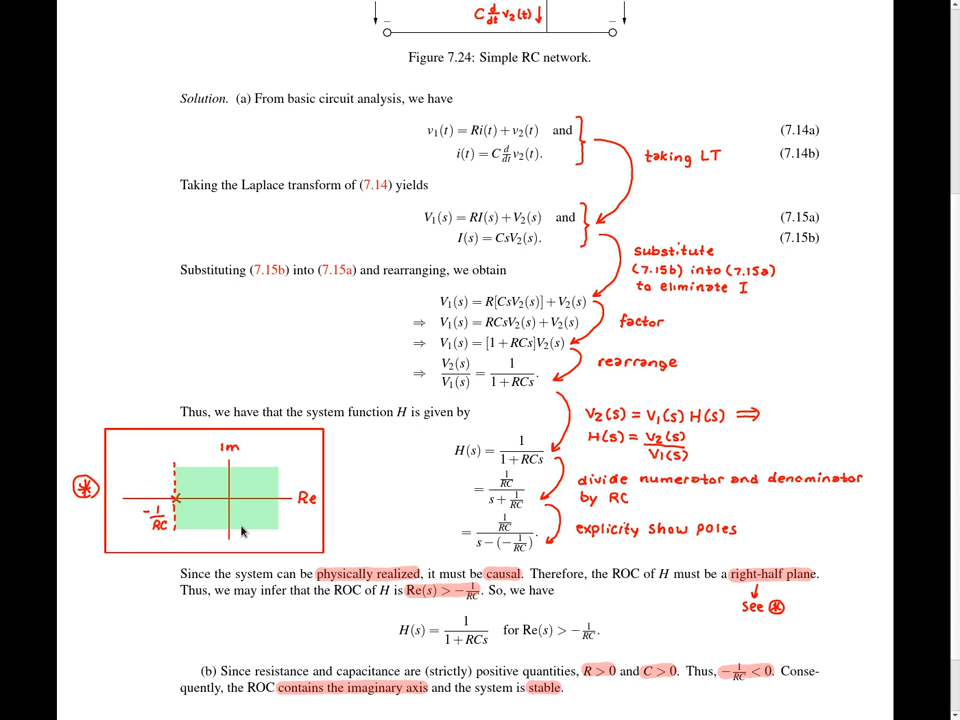 C d/dt v₂(t) ↓
− −
Figure 7.24: Simple RC network.
Solution. (a) From basic circuit analysis, we have
v₁(t) = Ri(t) + v₂(t) and (7.14a)
i(t) = C d/dt v₂(t). (7.14b)
taking LT
Taking the Laplace transform of (7.14) yields
V₁(s) = RI(s) + V₂(s) and (7.15a)
I(s) = CsV₂(s). (7.15b)
substitute
(7.15b) into (7.15a)
to eliminate I
Substituting (7.15b) into (7.15a) and rearranging, we obtain
V₁(s) = R[CsV₂(s)] + V₂(s)
⇒ V₁(s) = RCsV₂(s) + V₂(s)
factor
⇒ V₁(s) = [1 + RCs]V₂(s)
rearrange
⇒ V₂(s)/V₁(s) = 1/(1 + RCs).
Thus, we have that the system function H is given by
V₂(s) = V₁(s) H(s) ⇒
H(s) = V₂(s)/V₁(s)
H(s) = 1/(1 + RCs)
= (1/RC)/(s + 1/RC)
divide numerator and denominator
by RC
= (1/RC)/(s − (−1/RC)).
explicity show poles
Im
Re
−1/RC
*
Since the system can be physically realized, it must be causal. Therefore, the ROC of H must be a right-half plane.
Thus, we may infer that the ROC of H is Re(s) > −1/RC. So, we have
see *
H(s) = 1/(1 + RCs) for Re(s) > −1/RC.
(b) Since resistance and capacitance are (strictly) positive quantities, R > 0 and C > 0. Thus, −1/RC < 0. Conse-
quently, the ROC contains the imaginary axis and the system is stable.